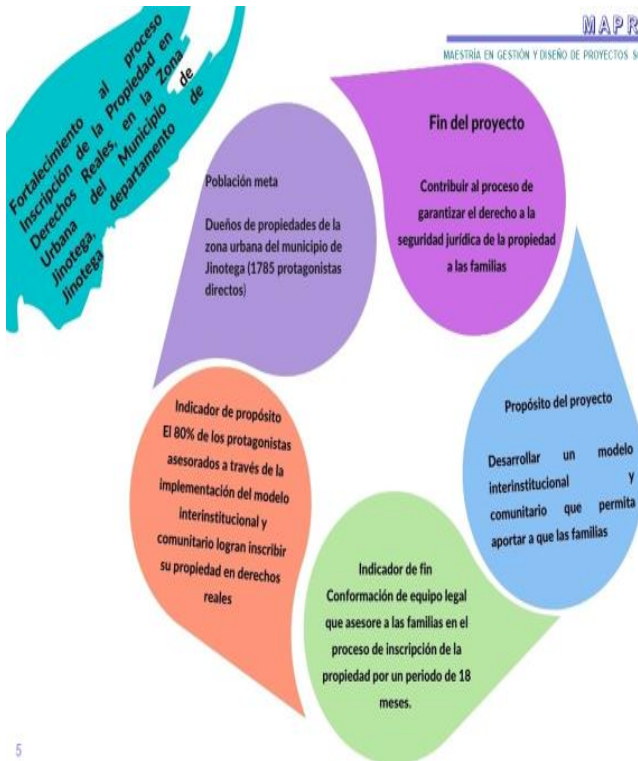 MAPR
MAESTRÍA EN GESTIÓN Y DISEÑO DE PROYECTOS
Fortalecimiento al proceso
Inscripción de la Propiedad en
Derechos Reales, en la Zona
Urbana del Municipio de
Jinotega, departamento de
Jinotega
Fin del proyecto
Contribuir al proceso de
garantizar el derecho a la
seguridad jurídica de la propiedad
a las familias
Población meta
Dueños de propiedades de la
zona urbana del municipio de
Jinotega (1785 protagonistas
directos)
Propósito del proyecto
Desarrollar un modelo
interinstitucional y
comunitario que permita
aportar a que las familias
Indicador de propósito
El 80% de los protagonistas
asesorados a través de la
implementación del modelo
interinstitucional y
comunitario logran inscribir
su propiedad en derechos
reales
Indicador de fin
Conformación de equipo legal
que asesore a las familias en el
proceso de inscripción de la
propiedad por un periodo de 18
meses.
5